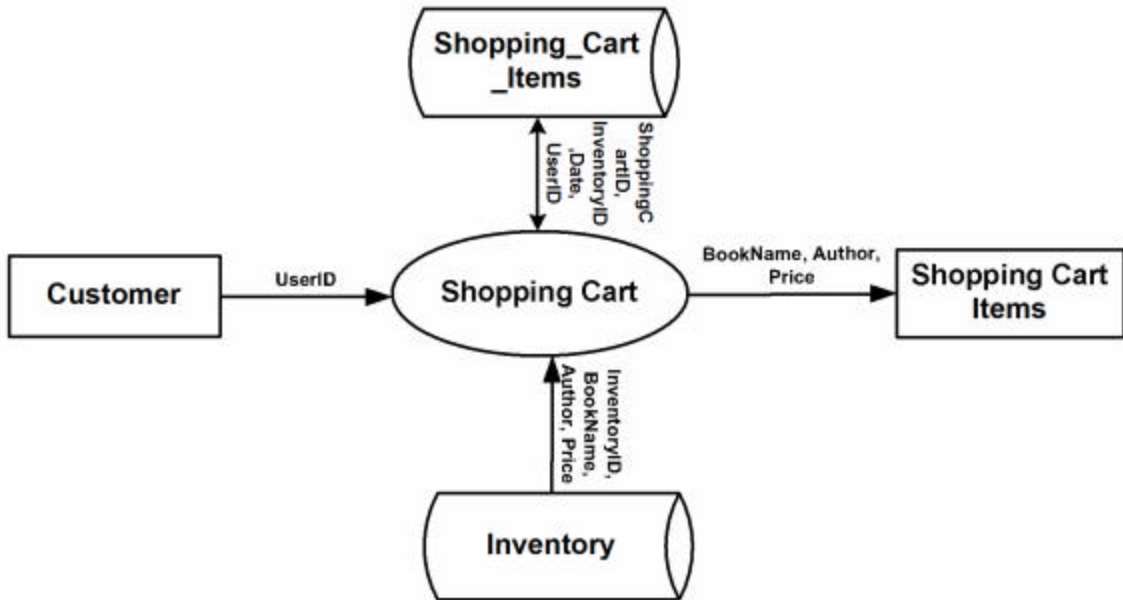 Shopping_Cart
_Items
ShoppingC
artID,
InventoryID
,Date,
UserID
Customer
UserID
Shopping Cart
BookName, Author,
Price
Shopping Cart
Items
InventoryID,
BookName,
Author, Price
Inventory